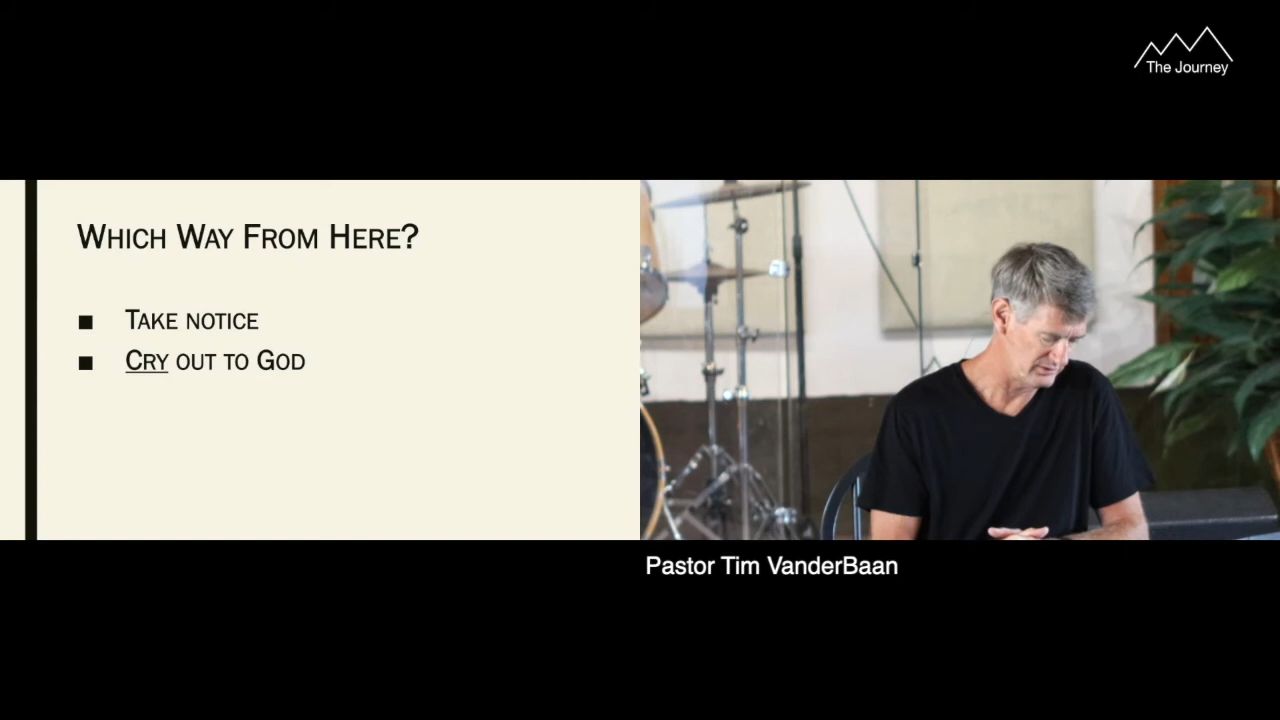 The Journey
Which Way From Here?
■ Take notice
■ Cry out to God
Pastor Tim VanderBaan